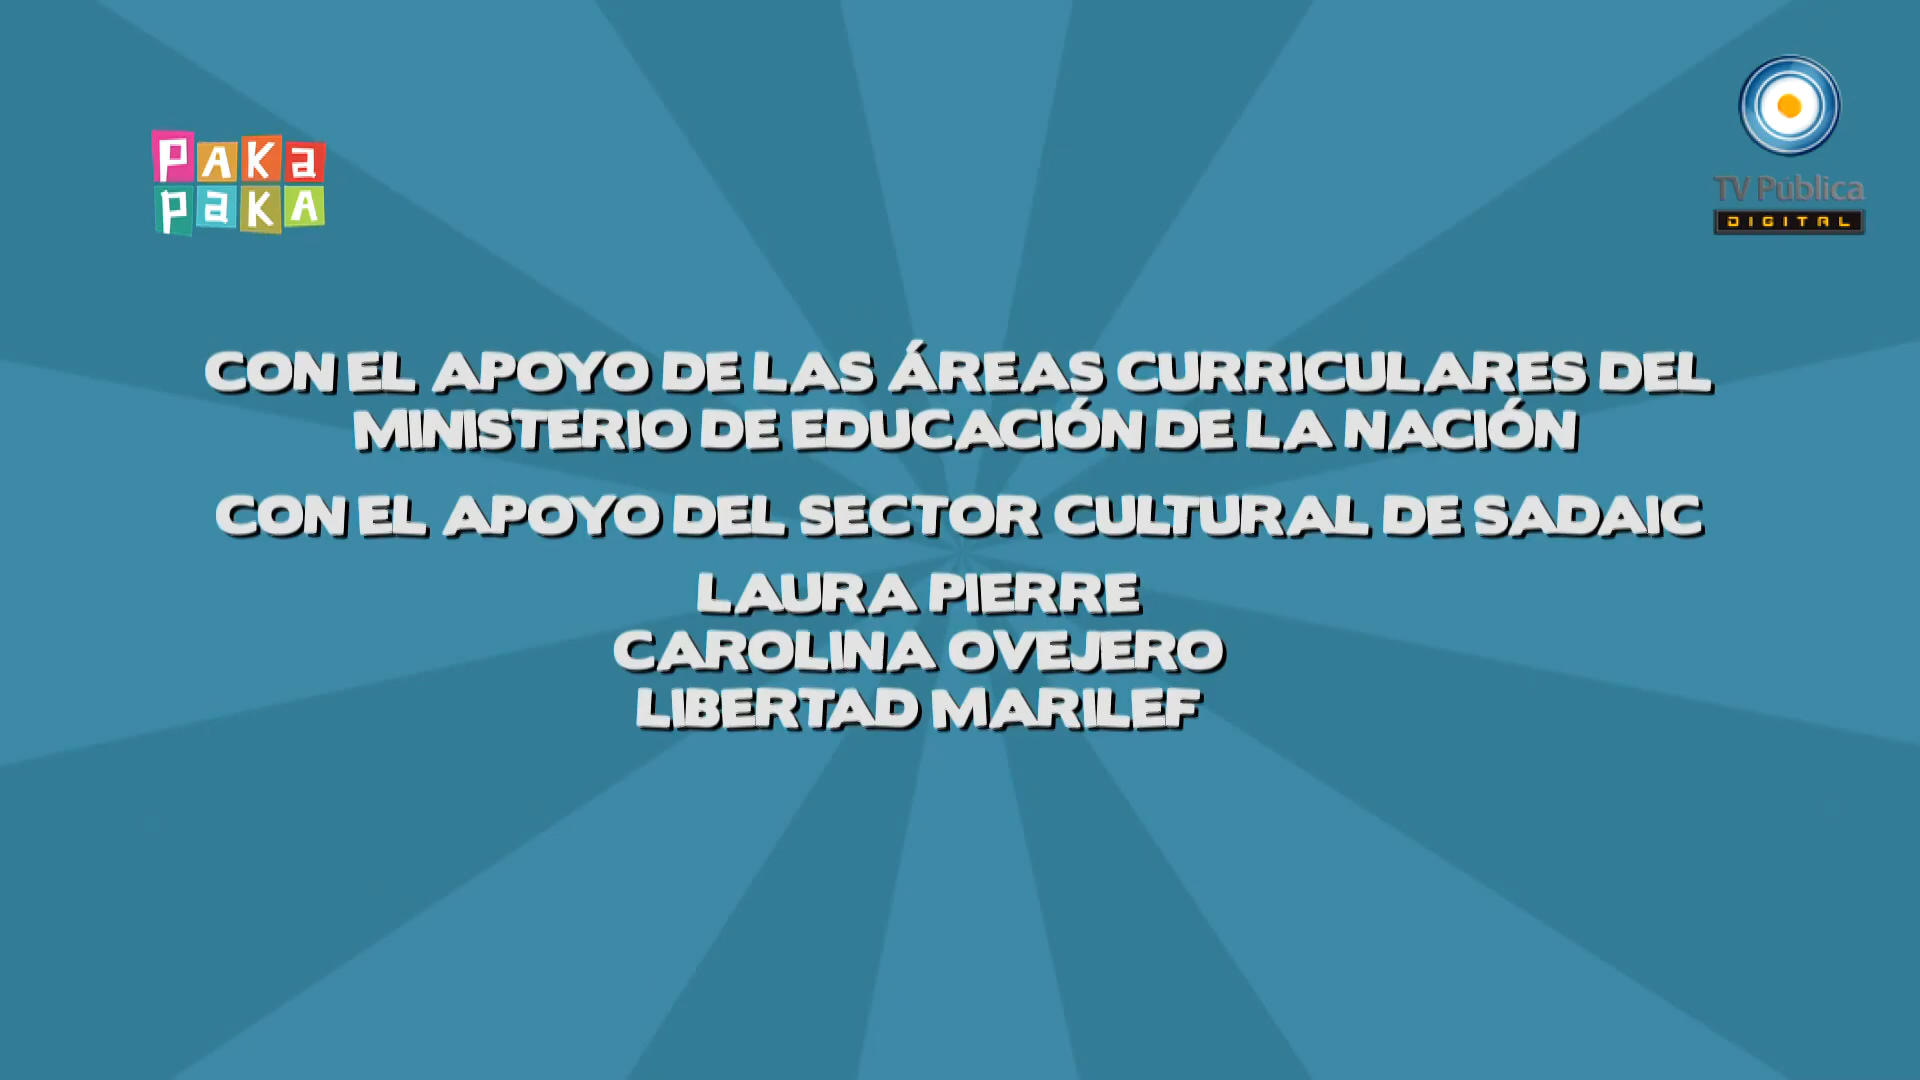 PAKA
PAKA
TV Pública
DIGITAL
CON EL APOYO DE LAS ÁREAS CURRICULARES DEL
MINISTERIO DE EDUCACIÓN DE LA NACIÓN
CON EL APOYO DEL SECTOR CULTURAL DE SADAIC
LAURA PIERRE
CAROLINA OVEJERO
LIBERTAD MARILEF